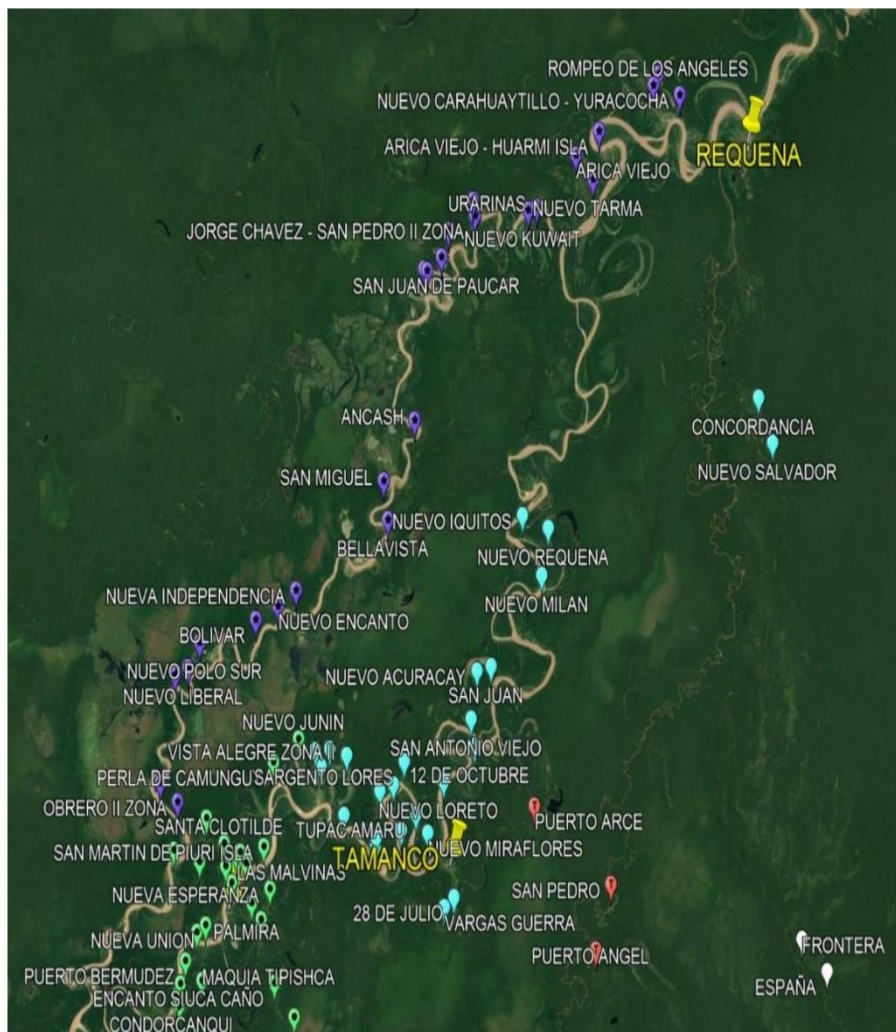 ROMPEO DE LOS ANGELES
NUEVO CARAHUAYTILLO - YURACOCHA
ARICA VIEJO - HUARMI ISLA
REQUENA
ARICA VIEJO
URARINAS
NUEVO TARMA
JORGE CHAVEZ - SAN PEDRO II ZONA
NUEVO KUWAIT
SAN JUAN DE PAUCAR
ANCASH
CONCORDANCIA
NUEVO SALVADOR
SAN MIGUEL
NUEVO IQUITOS
BELLAVISTA
NUEVO REQUENA
NUEVA INDEPENDENCIA
NUEVO MILAN
NUEVO ENCANTO
BOLIVAR
NUEVO POLO SUR
NUEVO ACURACAY
NUEVO LIBERAL
SAN JUAN
NUEVO JUNIN
VISTA ALEGRE ZONA II
SAN ANTONIO VIEJO
PERLA DE CAMUNGU
SARGENTO LORES
12 DE OCTUBRE
OBRERO II ZONA
NUEVO LORETO
SANTA CLOTILDE
TUPAC AMARU
PUERTO ARCE
SAN MARTIN DE PIURI ISLA
TAMANCO
NUEVO MIRAFLORES
LAS MALVINAS
NUEVA ESPERANZA
SAN PEDRO
28 DE JULIO
VARGAS GUERRA
NUEVA UNION
PALMIRA
FRONTERA
PUERTO ANGEL
PUERTO BERMUDEZ
MAQUIA TIPISHCA
ESPAÑA
ENCANTO SIUCA CAÑO
CONDORCANQUI